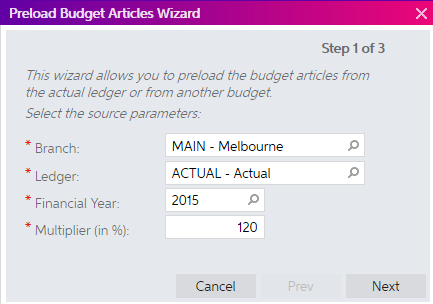 Preload Budget Articles Wizard
Step 1 of 3
This wizard allows you to preload the budget articles from
the actual ledger or from another budget.
Select the source parameters:
* Branch: MAIN - Melbourne
* Ledger: ACTUAL - Actual
* Financial Year: 2015
* Multiplier (in %): 120
Cancel Prev Next